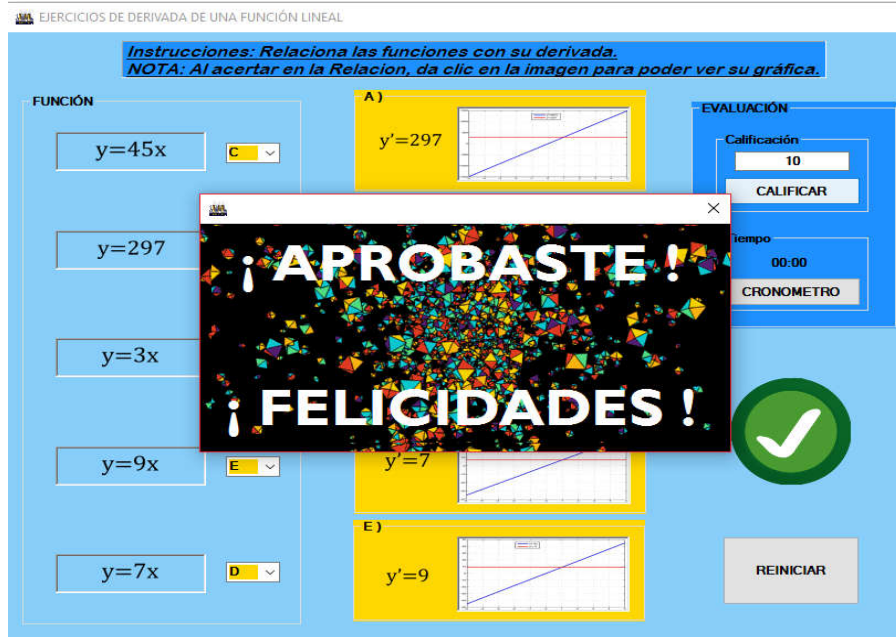 EJERCICIOS DE DERIVADA DE UNA FUNCIÓN LINEAL
Instrucciones: Relaciona las funciones con su derivada.
NOTA: Al acertar en la Relacion, da clic en la imagen para poder ver su gráfica.
FUNCIÓN
y=45x
C
y=297
y=3x
y=9x
E
y=7x
D
A )
y'=297
y'=7
E )
y'=9
¡ APROBASTE !
¡ FELICIDADES !
EVALUACIÓN
Calificación
10
CALIFICAR
Tiempo
00:00
CRONOMETRO
REINICIAR